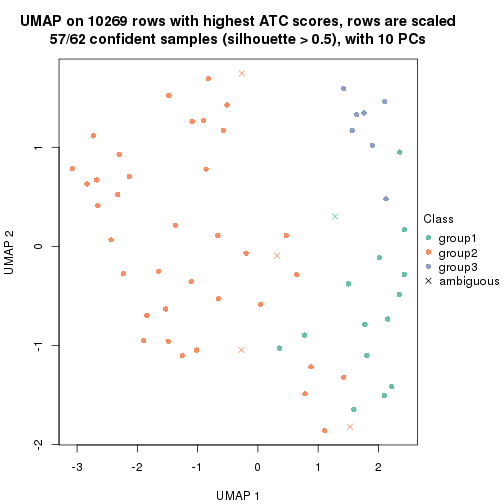 UMAP on 10269 rows with highest ATC scores, rows are scaled
57/62 confident samples (silhouette > 0.5), with 10 PCs
1
0
-1
-2
UMAP 2
-3
-2
-1
0
1
2
UMAP 1
Class
group1
group2
group3
ambiguous